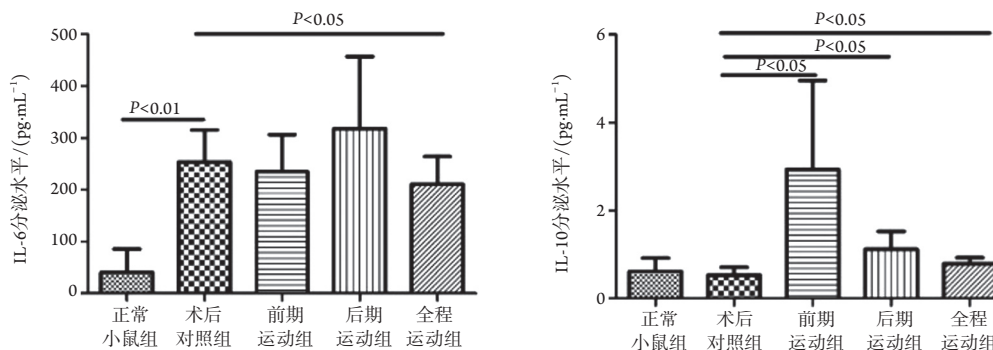 P<0.05
500
400
300
200
100
0
P<0.01
IL-6分泌水平/(pg·mL⁻¹)
正常
小鼠组
术后
对照组
前期
运动组
后期
运动组
全程
运动组
P<0.05
P<0.05
P<0.05
6
4
2
0
IL-10分泌水平/(pg·mL⁻¹)
正常
小鼠组
术后
对照组
前期
运动组
后期
运动组
全程
运动组